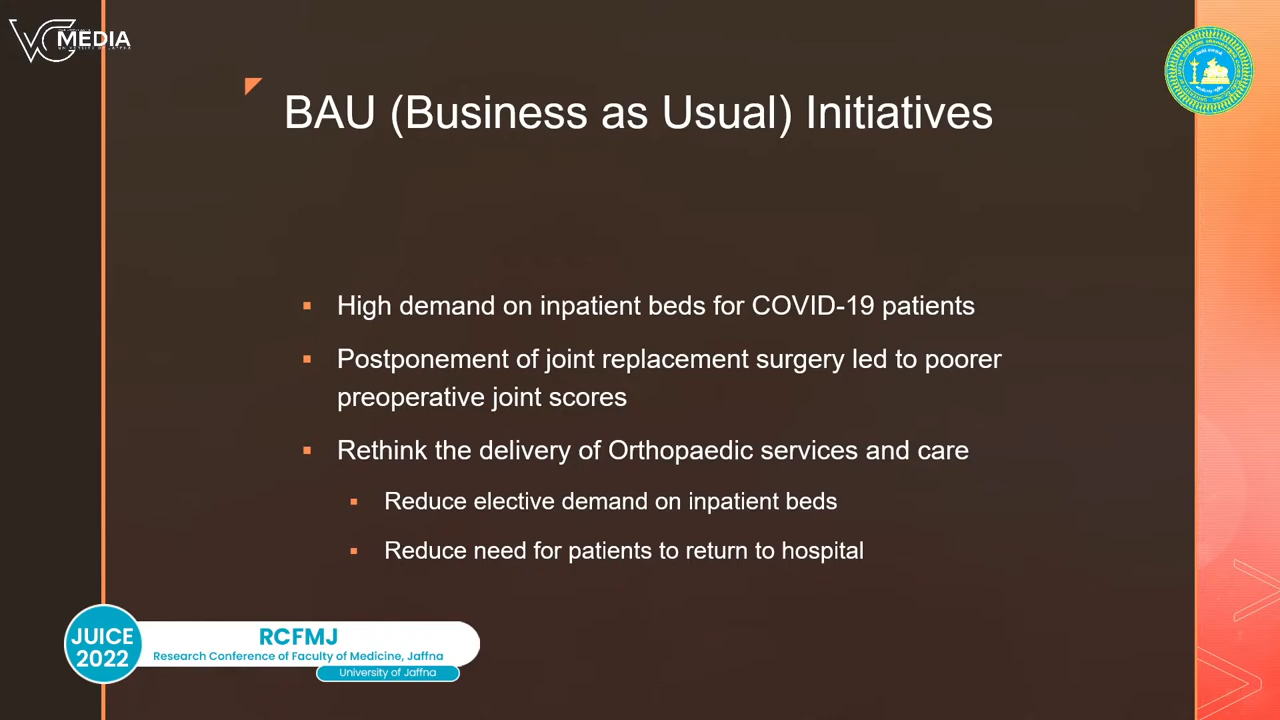 MEDIA
UNIVERSITY OF JAFFNA
BAU (Business as Usual) Initiatives
High demand on inpatient beds for COVID-19 patients
Postponement of joint replacement surgery led to poorer
preoperative joint scores
Rethink the delivery of Orthopaedic services and care
Reduce elective demand on inpatient beds
Reduce need for patients to return to hospital
JUICE
2022
RCFMJ
Research Conference of Faculty of Medicine, Jaffna
University of Jaffna